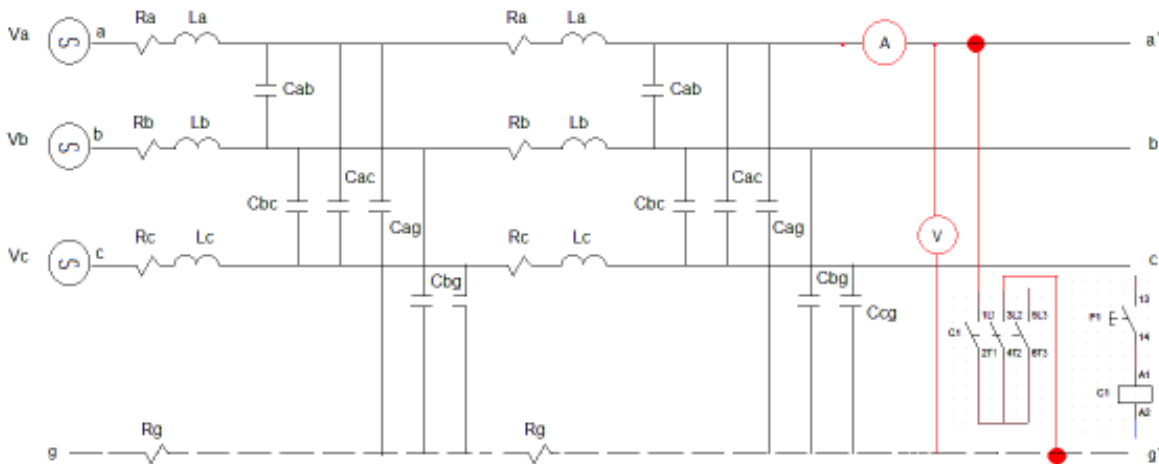 Ra La Ra La
Va a A a'
Cab Cab
Rb Lb Rb Lb
Vb b b
Cac Cac
Cbc Cbc
Cag Cag
V
Rc Lc Rc Lc
Vc c c
Cbg Cbg
Ccg
13
P1
14
1L1 3L2 5L3
C1
2T1 4T2 6T3
A1
C1
A2
Rg Rg
g g'